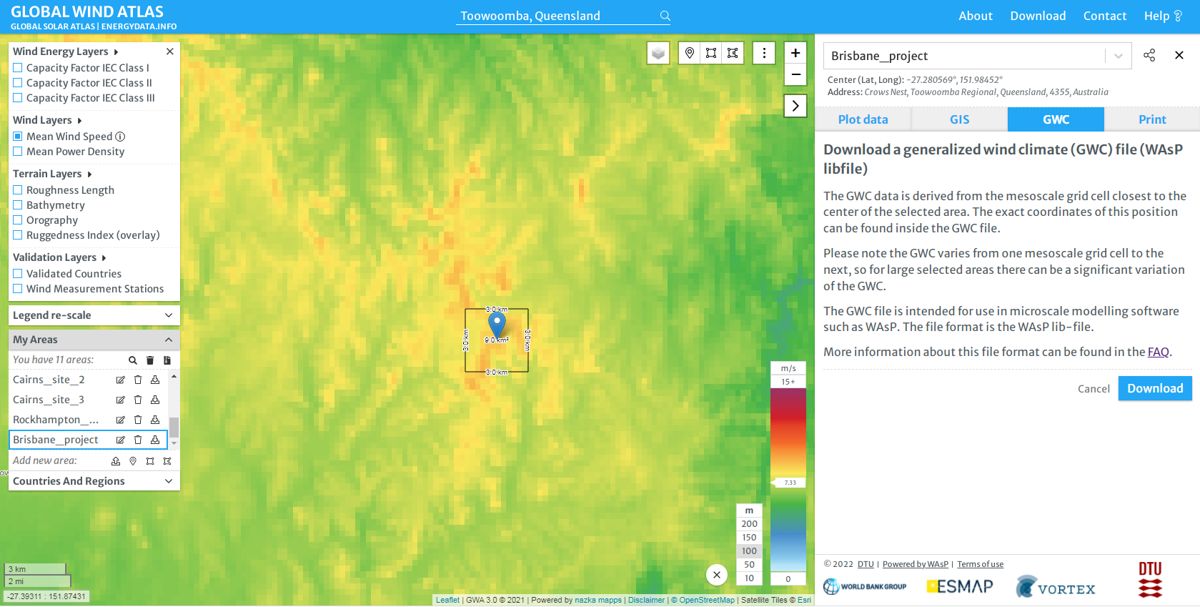 GLOBAL WIND ATLAS
GLOBAL SOLAR ATLAS | ENERGYDATA.INFO
Toowoomba, Queensland
About
Download
Contact
Help
Wind Energy Layers
Capacity Factor IEC Class I
Capacity Factor IEC Class II
Capacity Factor IEC Class III
Wind Layers
Mean Wind Speed
Mean Power Density
Terrain Layers
Roughness Length
Bathymetry
Orography
Ruggedness Index (overlay)
Validation Layers
Validated Countries
Wind Measurement Stations
Legend re-scale
My Areas
You have 11 areas:
Cairns__site__2
Cairns__site__3
Rockhampton__...
Brisbane__project
Add new area:
Countries And Regions
3 km
2 mi
-27.39311 : 151.87431
3.0 km
3.0 km
9.0 km²
3.0 km
3.0 km
m/s
15+
7.33
0
m
200
150
100
50
10
Leaflet | GWA 3.0 © 2021 | Powered by nazka mapps | Disclaimer | © OpenStreetMap | Satellite Tiles © Esri
Brisbane_project
Center (Lat, Long): -27.280569°, 151.98452°
Address: Crows Nest, Toowoomba Regional, Queensland, 4355, Australia
Plot data
GIS
GWC
Print
Download a generalized wind climate (GWC) file (WAsP
libfile)
The GWC data is derived from the mesoscale grid cell closest to the
center of the selected area. The exact coordinates of this position
can be found inside the GWC file.
Please note the GWC varies from one mesoscale grid cell to the
next, so for large selected areas there can be a significant variation
of the GWC.
The GWC file is intended for use in microscale modelling software
such as WAsP. The file format is the WAsP lib-file.
More information about this file format can be found in the FAQ.
Cancel
Download
© 2022 DTU | Powered by WAsP | Terms of use
WORLD BANK GROUP
ESMAP
VORTEX
DTU